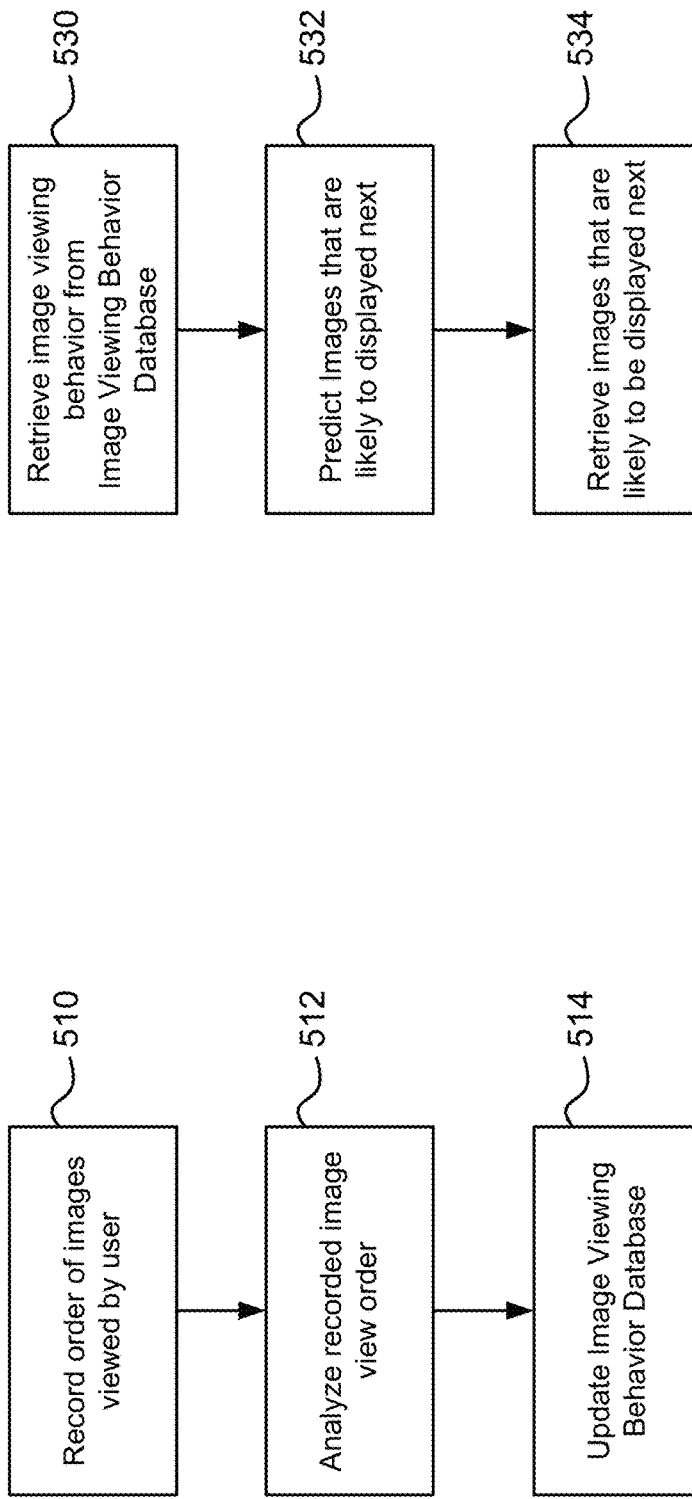 Record order of images
viewed by user
510
Analyze recorded image
view order
512
Update Image Viewing
Behavior Database
514
Retrieve image viewing
behavior from
Image Viewing Behavior
Database
530
Predict Images that are
likely to displayed next
532
Retrieve images that are
likely to be displayed next
534